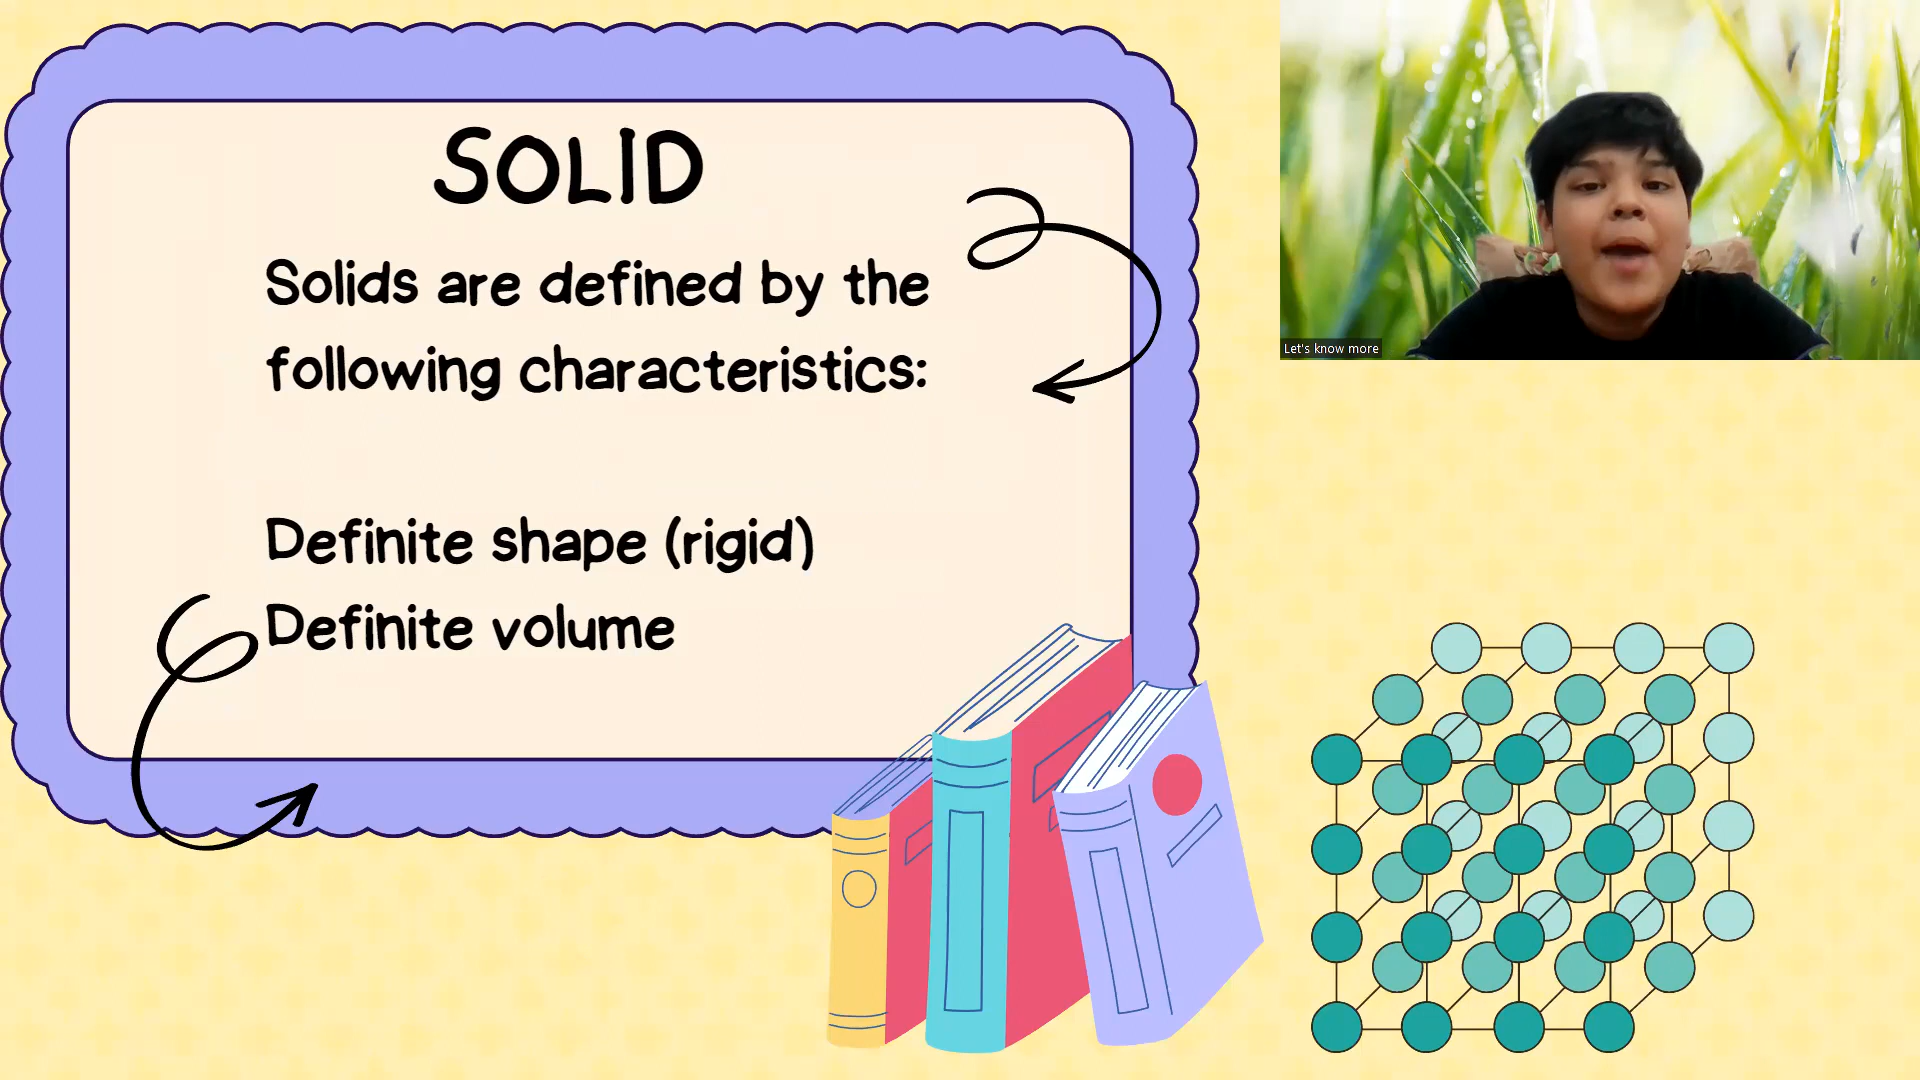 SOLID
Solids are defined by the
following characteristics:
Definite shape (rigid)
Definite volume
Let's know more